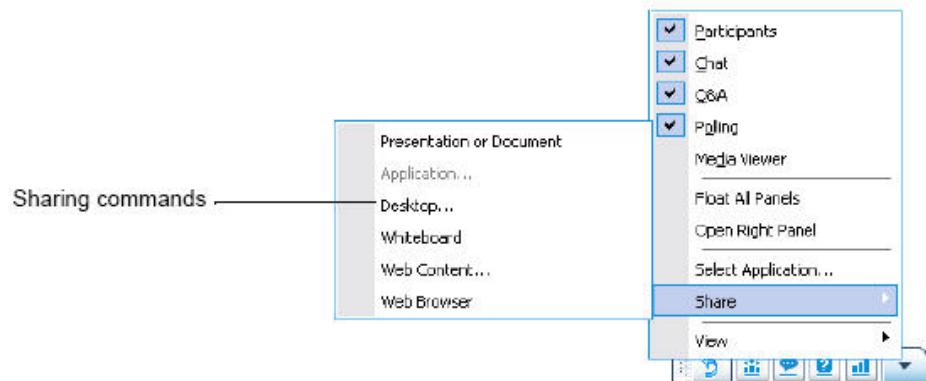 Participants
Chat
Q&A
Polling
Media Viewer
Float All Panels
Open Right Panel
Select Application...
Share
View
Presentation or Document
Application...
Desktop...
Whiteboard
Web Content...
Web Browser
Sharing commands